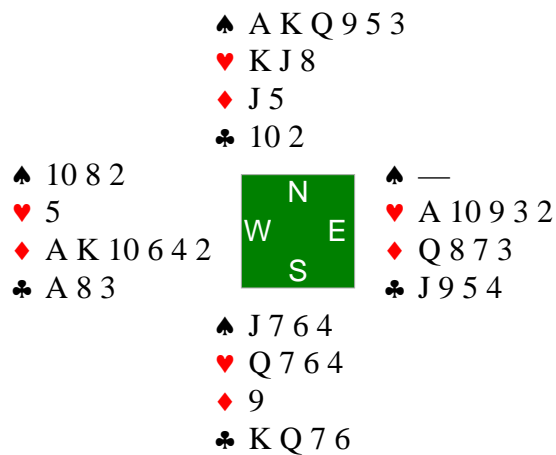 ♠ A K Q 9 5 3
♥ K J 8
♦ J 5
♣ 10 2
♠ 10 8 2
♥ 5
♦ A K 10 6 4 2
♣ A 8 3
N
W E
S
♠ —
♥ A 10 9 3 2
♦ Q 8 7 3
♣ J 9 5 4
♠ J 7 6 4
♥ Q 7 6 4
♦ 9
♣ K Q 7 6